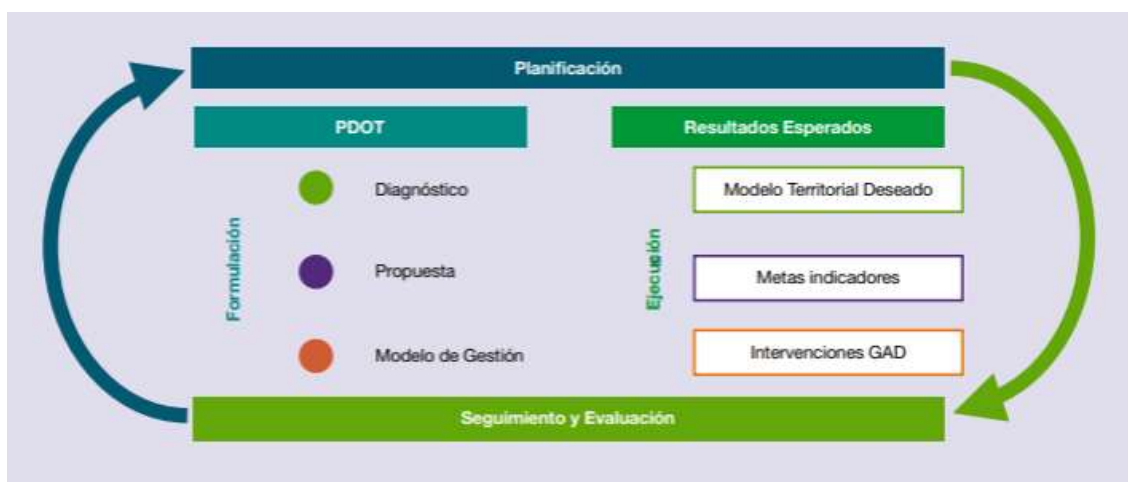 Planificación
PDOT
Resultados Esperados
Formulación
Diagnóstico
Propuesta
Modelo de Gestión
Ejecución
Modelo Territorial Deseado
Metas indicadores
Intervenciones GAD
Seguimiento y Evaluación